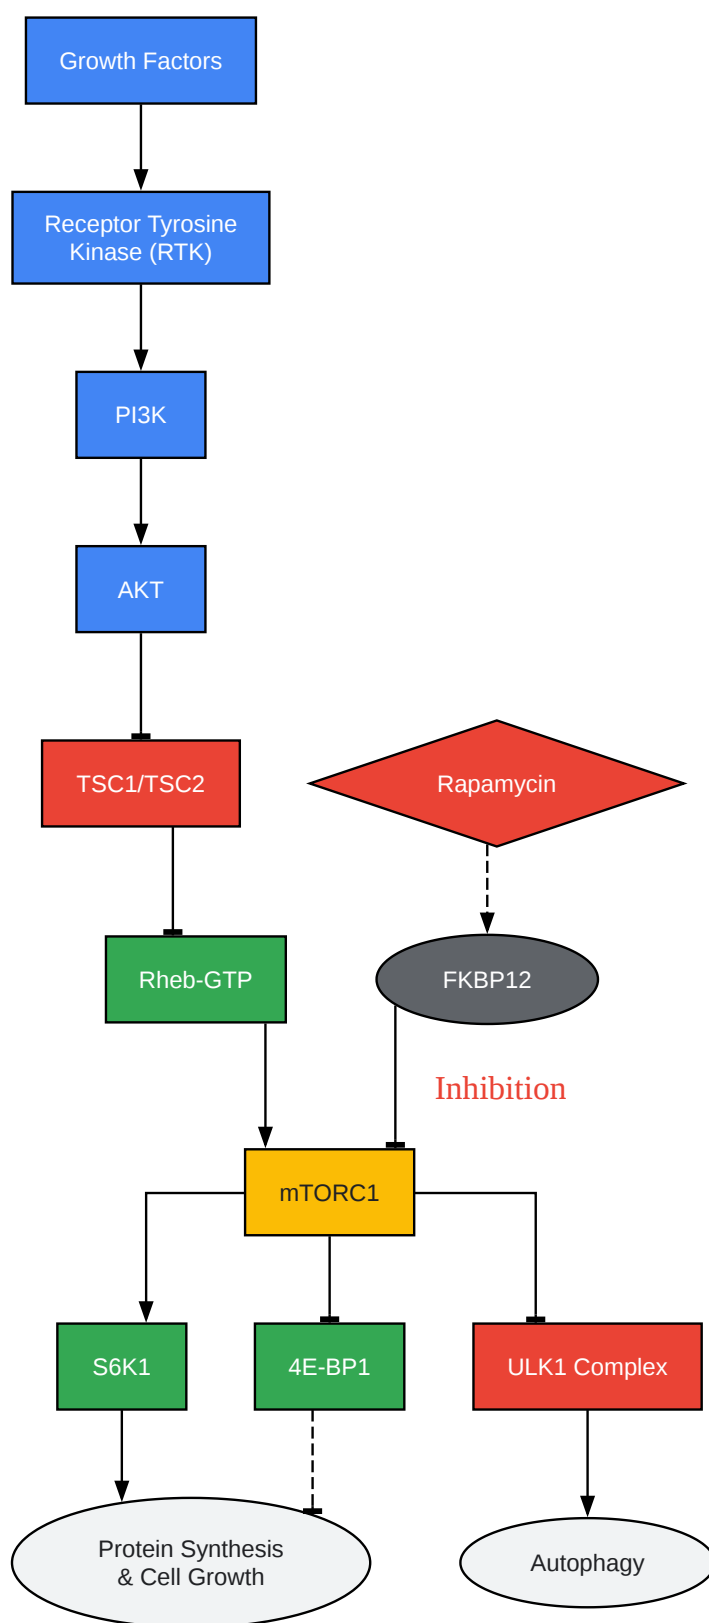 Growth Factors
Receptor Tyrosine
Kinase (RTK)
PI3K
AKT
TSC1/TSC2
Rapamycin
Rheb-GTP
FKBP12
Inhibition
mTORC1
S6K1
4E-BP1
ULK1 Complex
Protein Synthesis
& Cell Growth
Autophagy